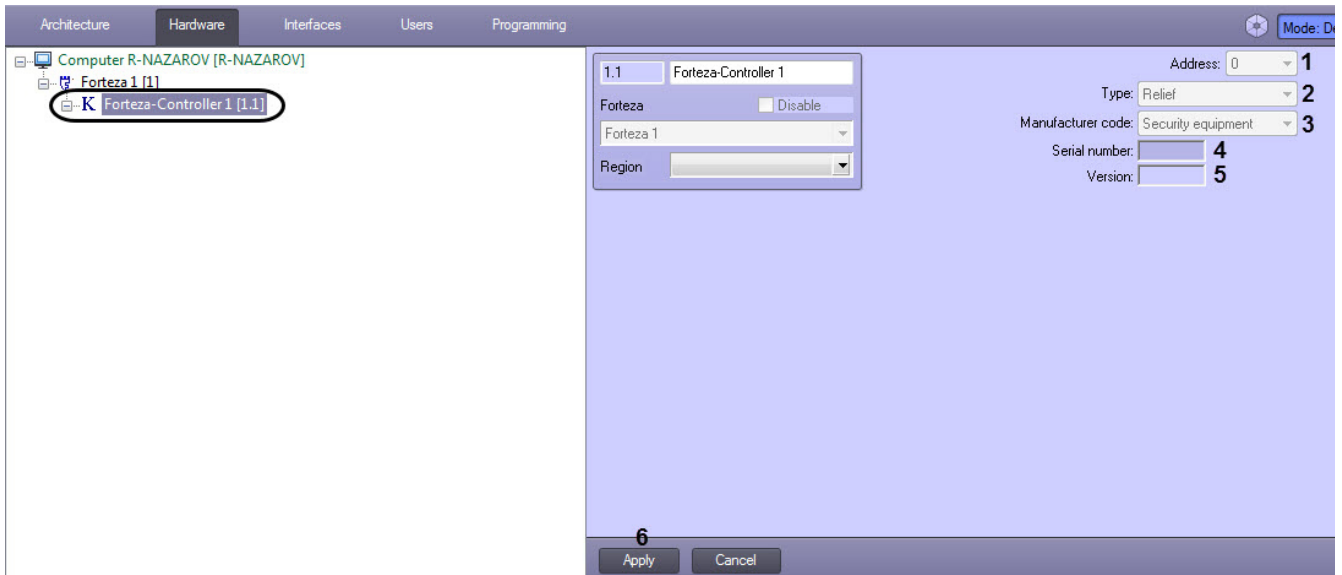 Architecture Hardware Interfaces Users Programming Mode: De
Computer R-NAZAROV [R-NAZAROV]
Forteza 1 [1]
K Forteza-Controller 1 [1.1]
1.1 Forteza-Controller 1
Forteza Disable
Forteza 1
Region
Address: 0 1
Type: Relief 2
Manufacturer code: Security equipment 3
Serial number: 4
Version: 5
6
Apply Cancel